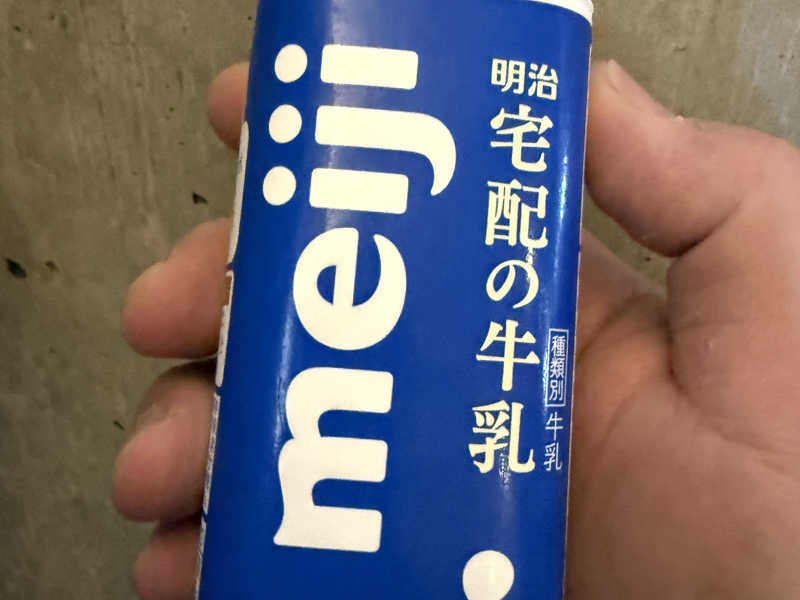 meiji
明治
宅配の牛乳
種類別 牛乳